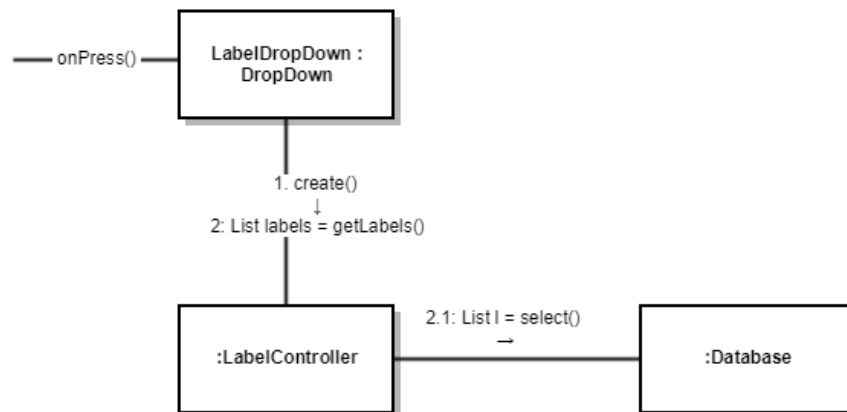 LabelDropDown :
DropDown
onPress()
1. create()
↓
2: List labels = getLabels()
2.1: List l = select()
→
:LabelController
:Database